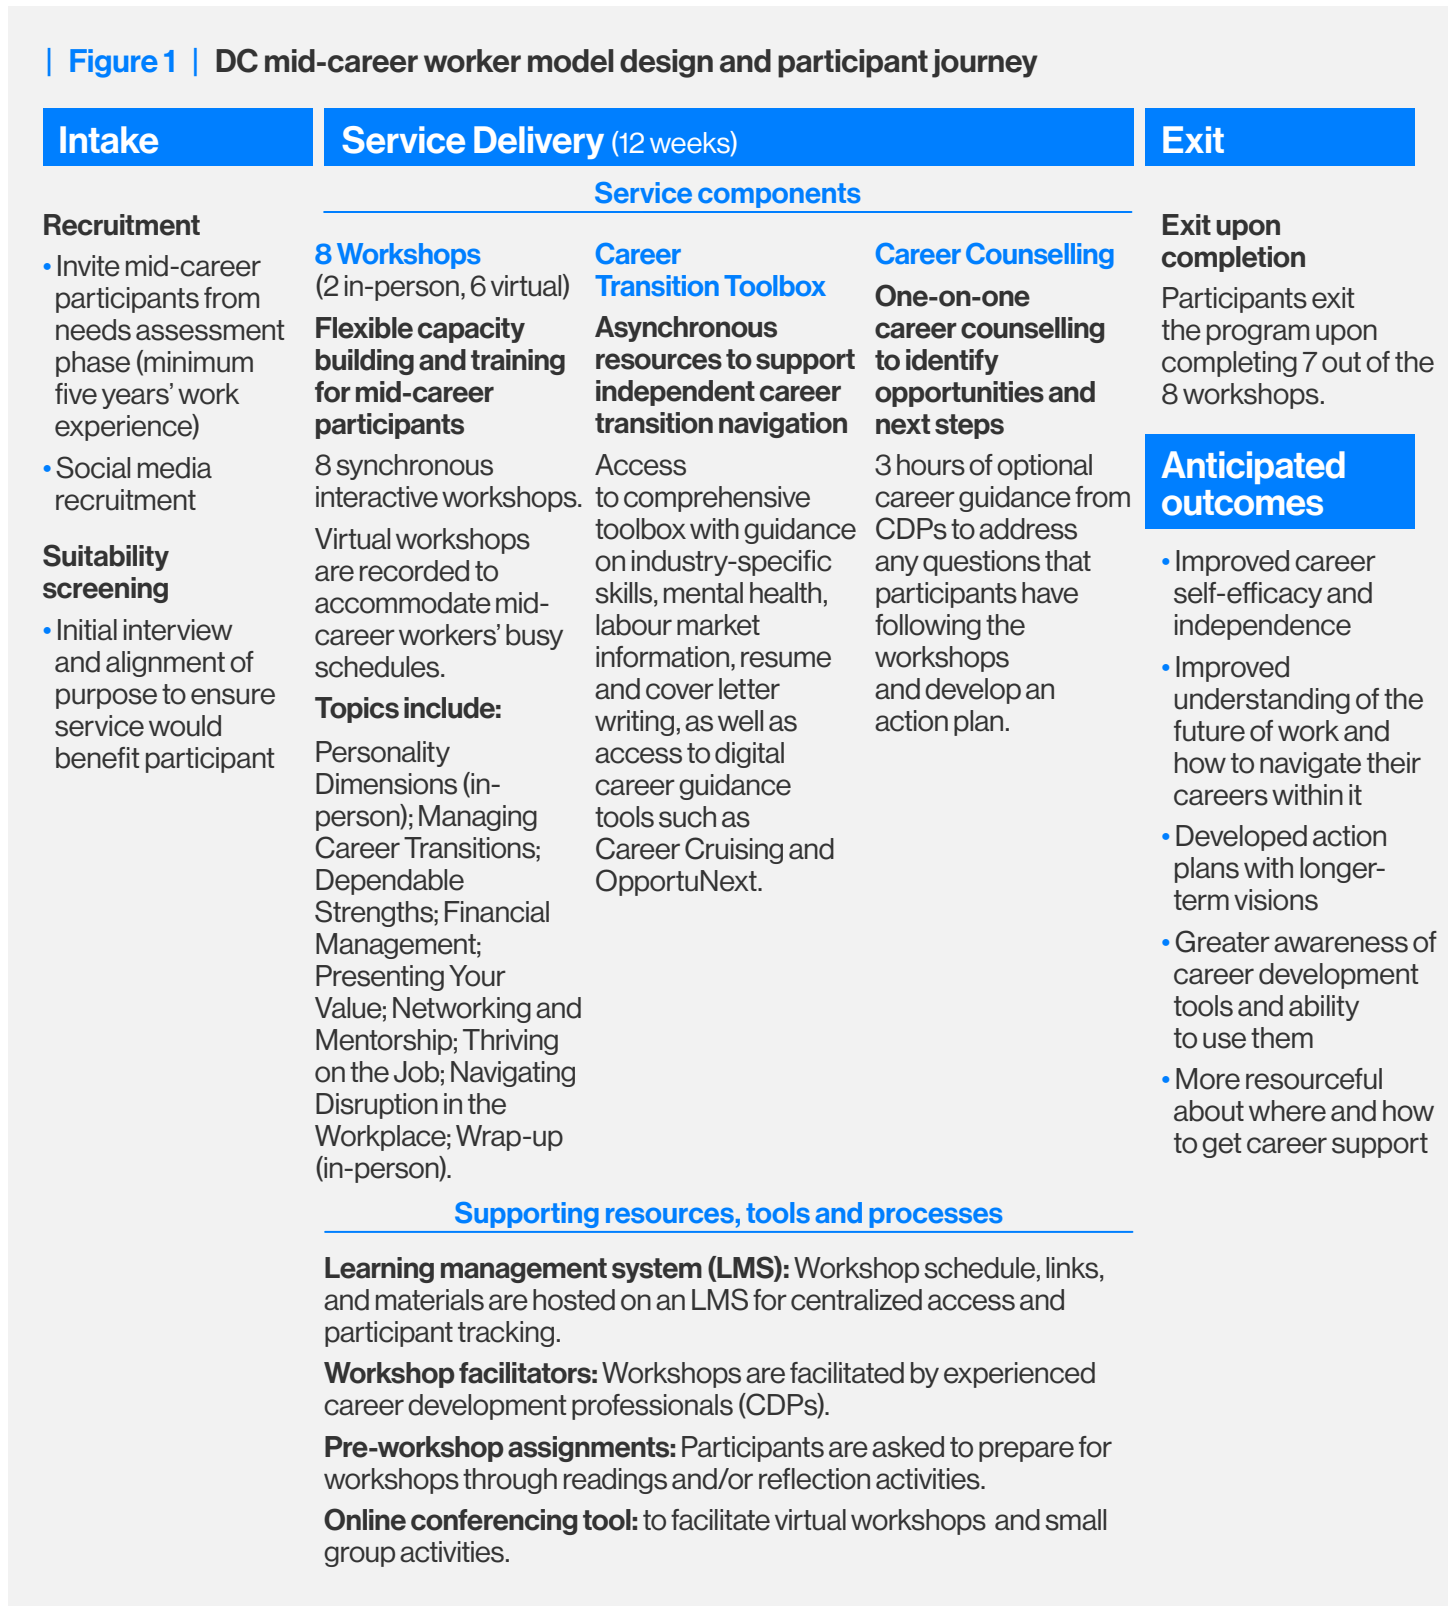 | Figure 1 | DC mid-career worker model design and participant journey
Intake
Recruitment
• Invite mid-career
participants from
needs assessment
phase (minimum
five years' work
experience)
• Social media
recruitment
Suitability
screening
• Initial interview
and alignment of
purpose to ensure
service would
benefit participant
Service Delivery (12 weeks)
Service components
8 Workshops
(2 in-person, 6 virtual)
Flexible capacity
building and training
for mid-career
participants
8 synchronous
interactive workshops.
Virtual workshops
are recorded to
accommodate mid-
career workers' busy
schedules.
Topics include:
Personality
Dimensions (in-
person); Managing
Career Transitions;
Dependable
Strengths; Financial
Management;
Presenting Your
Value; Networking and
Mentorship; Thriving
on the Job; Navigating
Disruption in the
Workplace; Wrap-up
(in-person).
Career
Transition Toolbox
Asynchronous
resources to support
independent career
transition navigation
Access
to comprehensive
toolbox with guidance
on industry-specific
skills, mental health,
labour market
information, resume
and cover letter
writing, as well as
access to digital
career guidance
tools such as
Career Cruising and
OpportuNext.
Career Counselling
One-on-one
career counselling
to identify
opportunities and
next steps
3 hours of optional
career guidance from
CDPs to address
any questions that
participants have
following the
workshops
and develop an
action plan.
Supporting resources, tools and processes
Learning management system (LMS): Workshop schedule, links,
and materials are hosted on an LMS for centralized access and
participant tracking.
Workshop facilitators: Workshops are facilitated by experienced
career development professionals (CDPs).
Pre-workshop assignments: Participants are asked to prepare for
workshops through readings and/or reflection activities.
Online conferencing tool: to facilitate virtual workshops and small
group activities.
Exit
Exit upon
completion
Participants exit
the program upon
completing 7 out of the
8 workshops.
Anticipated
outcomes
• Improved career
self-efficacy and
independence
• Improved
understanding of the
future of work and
how to navigate their
careers within it
• Developed action
plans with longer-
term visions
• Greater awareness of
career development
tools and ability
to use them
• More resourceful
about where and how
to get career support